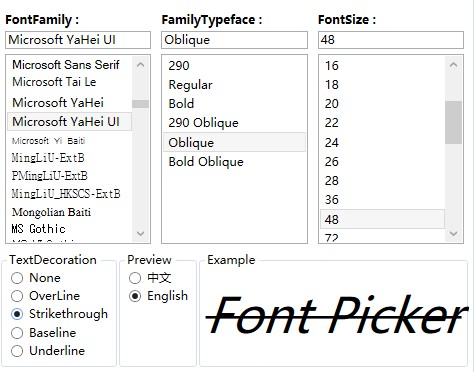 FontFamily :
Microsoft YaHei UI
Microsoft Sans Serif
Microsoft Tai Le
Microsoft YaHei
Microsoft YaHei UI
Microsoft Yi Baiti
MingLiU-ExtB
PMingLiU-ExtB
MingLiU_HKSCS-ExtB
Mongolian Baiti
MS Gothic
FamilyTypeface :
Oblique
290
Regular
Bold
290 Oblique
Oblique
Bold Oblique
FontSize :
48
16
18
20
22
24
26
28
36
48
72
TextDecoration
None
OverLine
Strikethrough
Baseline
Underline
Preview
中文
English
Example
Font Picker